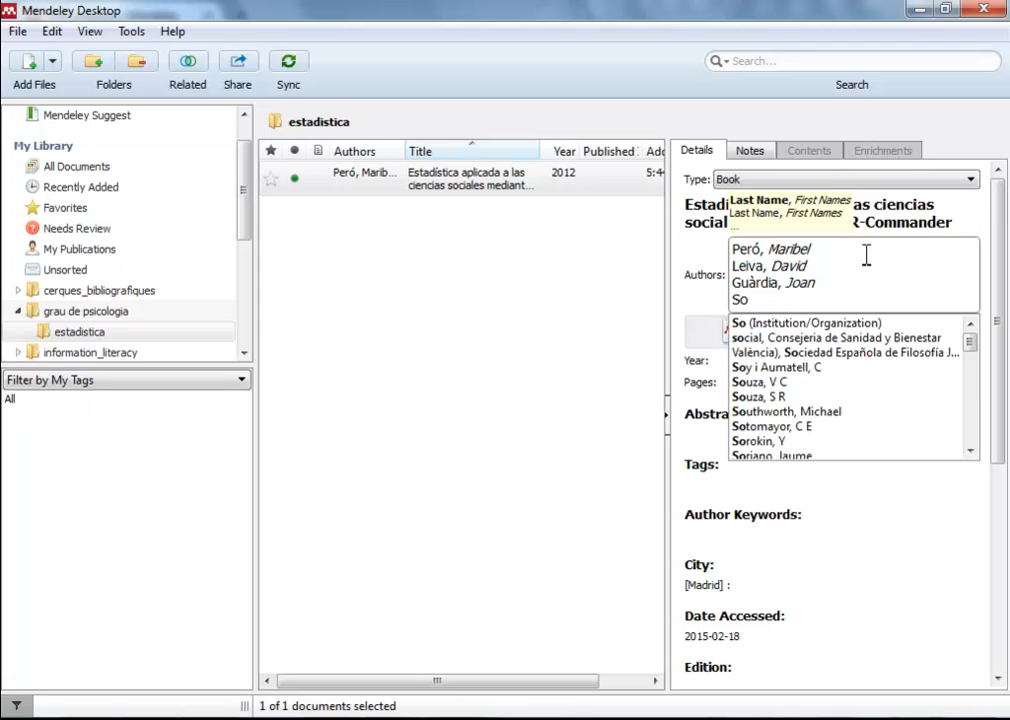 Mendeley Desktop
File Edit View Tools Help
Add Files Folders Related Share Sync
Search...
Search
Mendeley Suggest
My Library
All Documents
Recently Added
Favorites
Needs Review
My Publications
Unsorted
cerques_bibliografiques
grau de psicologia
estadistica
information_literacy
Filter by My Tags
All
estadistica
Authors Title Year Published Add
Peró, Marib... Estadística aplicada a las 2012 5:4
ciencias sociales mediant...
Details Notes Contents Enrichments
Type: Book
Last Name, First Names
Last Name, First Names
...
Estadí as ciencias
social R-Commander
Authors:
Peró, Maribel
Leiva, David
Guàrdia, Joan
So
So (Institution/Organization)
social, Consejeria de Sanidad y Bienestar
València), Sociedad Española de Filosofía J...
Soy i Aumatell, C
Souza, V C
Souza, S R
Southworth, Michael
Sotomayor, C E
Sorokin, Y
Soriano, Jaume
Year:
Pages:
Abstra
Tags:
Author Keywords:
City:
[Madrid] :
Date Accessed:
2015-02-18
Edition:
1 of 1 documents selected